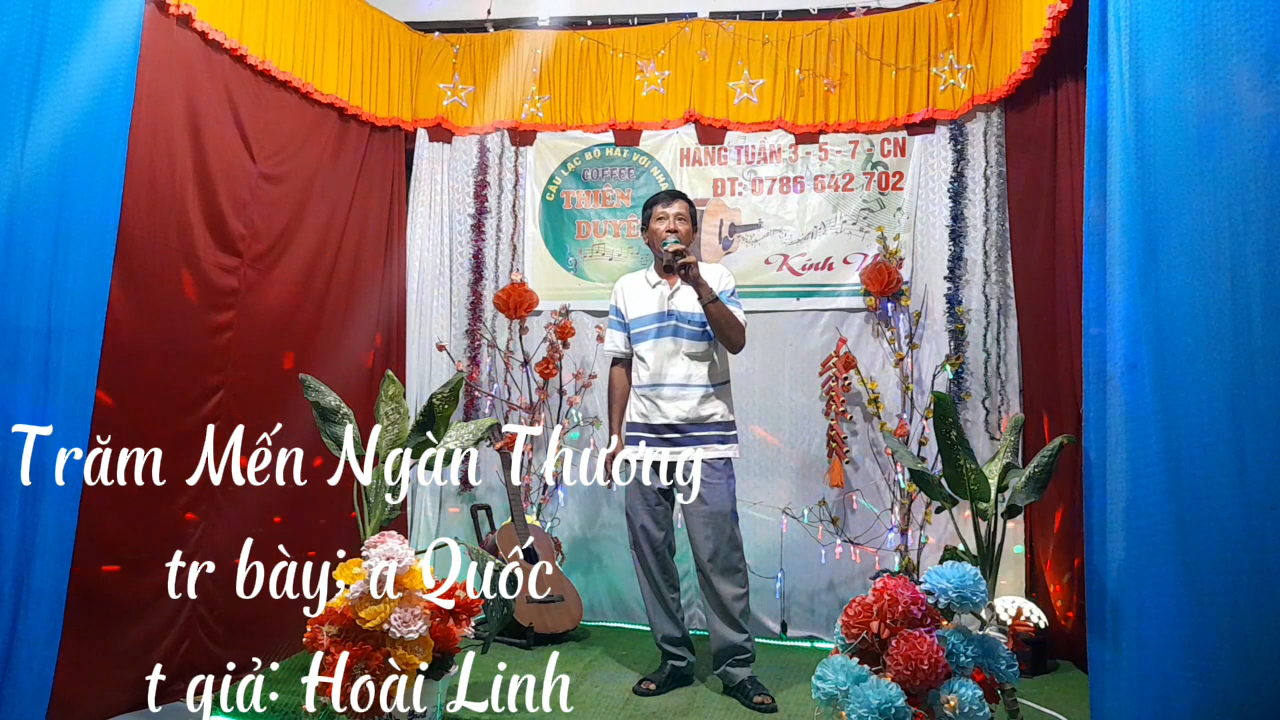 CÂU LẠC BỘ HÁT VỚI
COFFEE
THIÊN
HÀNG TUẦN 3 - 5 - 7 - CN
ĐT: 0786 642 702
Kính
Trăm Mến Ngàn Thương
tr bày; a Quốc
t giả: Hoài Linh